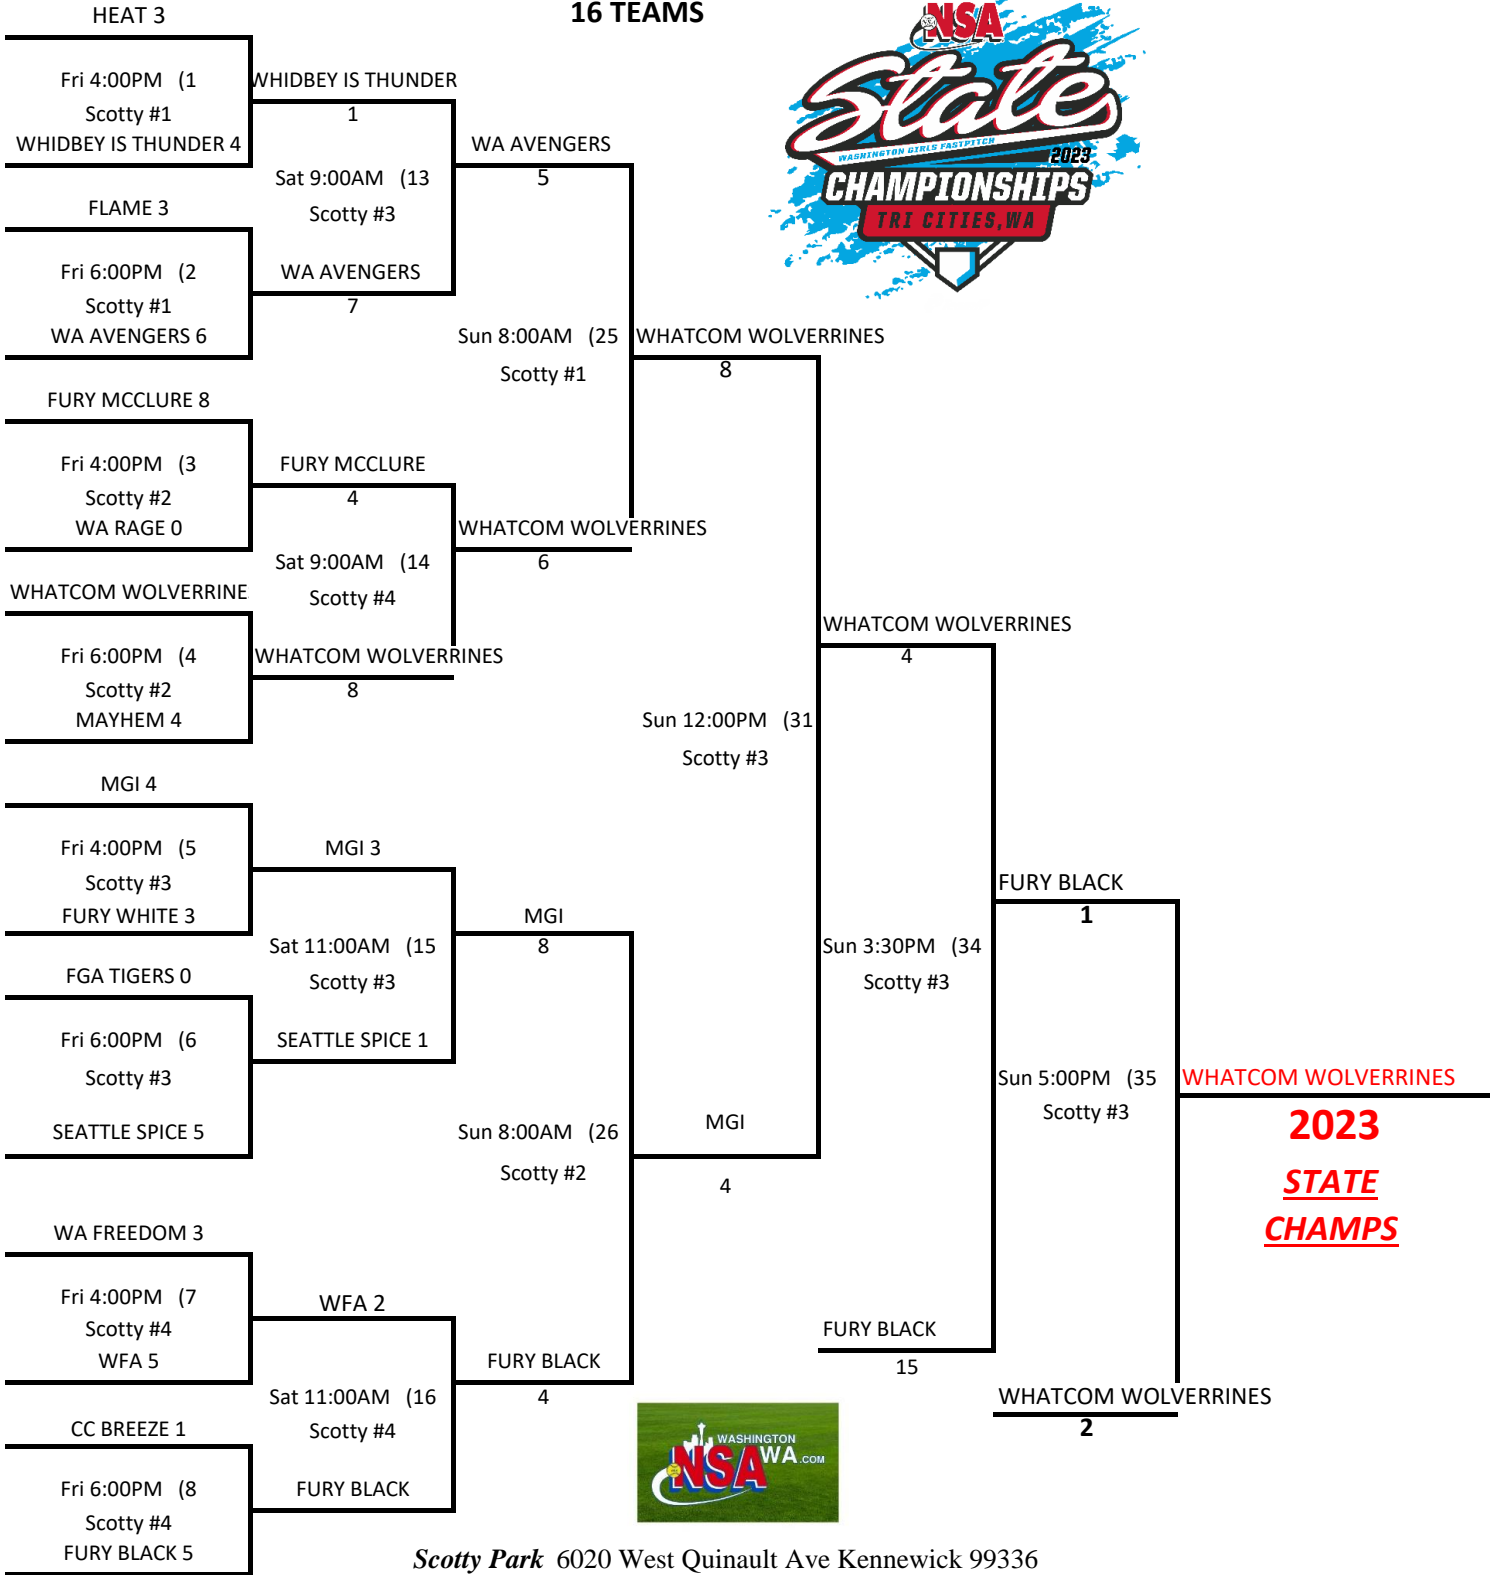 HEAT 3
16 TEAMS
NSA
State
WASHINGTON GIRLS FASTPITCH
2023
CHAMPIONSHIPS
TRI CITIES, WA
Fri 4:00PM (1
Scotty #1
WHIDBEY IS THUNDER 4
WHIDBEY IS THUNDER
1
Sat 9:00AM (13
Scotty #3
WA AVENGERS
5
FLAME 3
Fri 6:00PM (2
Scotty #1
WA AVENGERS 6
WA AVENGERS
7
Sun 8:00AM (25
Scotty #1
WHATCOM WOLVERRINES
8
FURY MCCLURE 8
Fri 4:00PM (3
Scotty #2
WA RAGE 0
FURY MCCLURE
4
Sat 9:00AM (14
Scotty #4
WHATCOM WOLVERRINES
6
WHATCOM WOLVERRINE
Fri 6:00PM (4
Scotty #2
MAYHEM 4
WHATCOM WOLVERRINES
8
Sun 12:00PM (31
Scotty #3
WHATCOM WOLVERRINES
4
MGI 4
Fri 4:00PM (5
Scotty #3
FURY WHITE 3
MGI 3
Sat 11:00AM (15
Scotty #3
MGI
8
FGA TIGERS 0
Fri 6:00PM (6
Scotty #3
SEATTLE SPICE 5
SEATTLE SPICE 1
Sun 8:00AM (26
Scotty #2
MGI
4
Sun 3:30PM (34
Scotty #3
FURY BLACK
1
Sun 5:00PM (35
Scotty #3
WHATCOM WOLVERRINES
2023
STATE
CHAMPS
WA FREEDOM 3
Fri 4:00PM (7
Scotty #4
WFA 5
WFA 2
Sat 11:00AM (16
Scotty #4
FURY BLACK
4
FURY BLACK
15
WHATCOM WOLVERRINES
2
CC BREEZE 1
Fri 6:00PM (8
Scotty #4
FURY BLACK 5
FURY BLACK
WASHINGTON
NSAWA.COM
Scotty Park 6020 West Quinault Ave Kennewick 99336